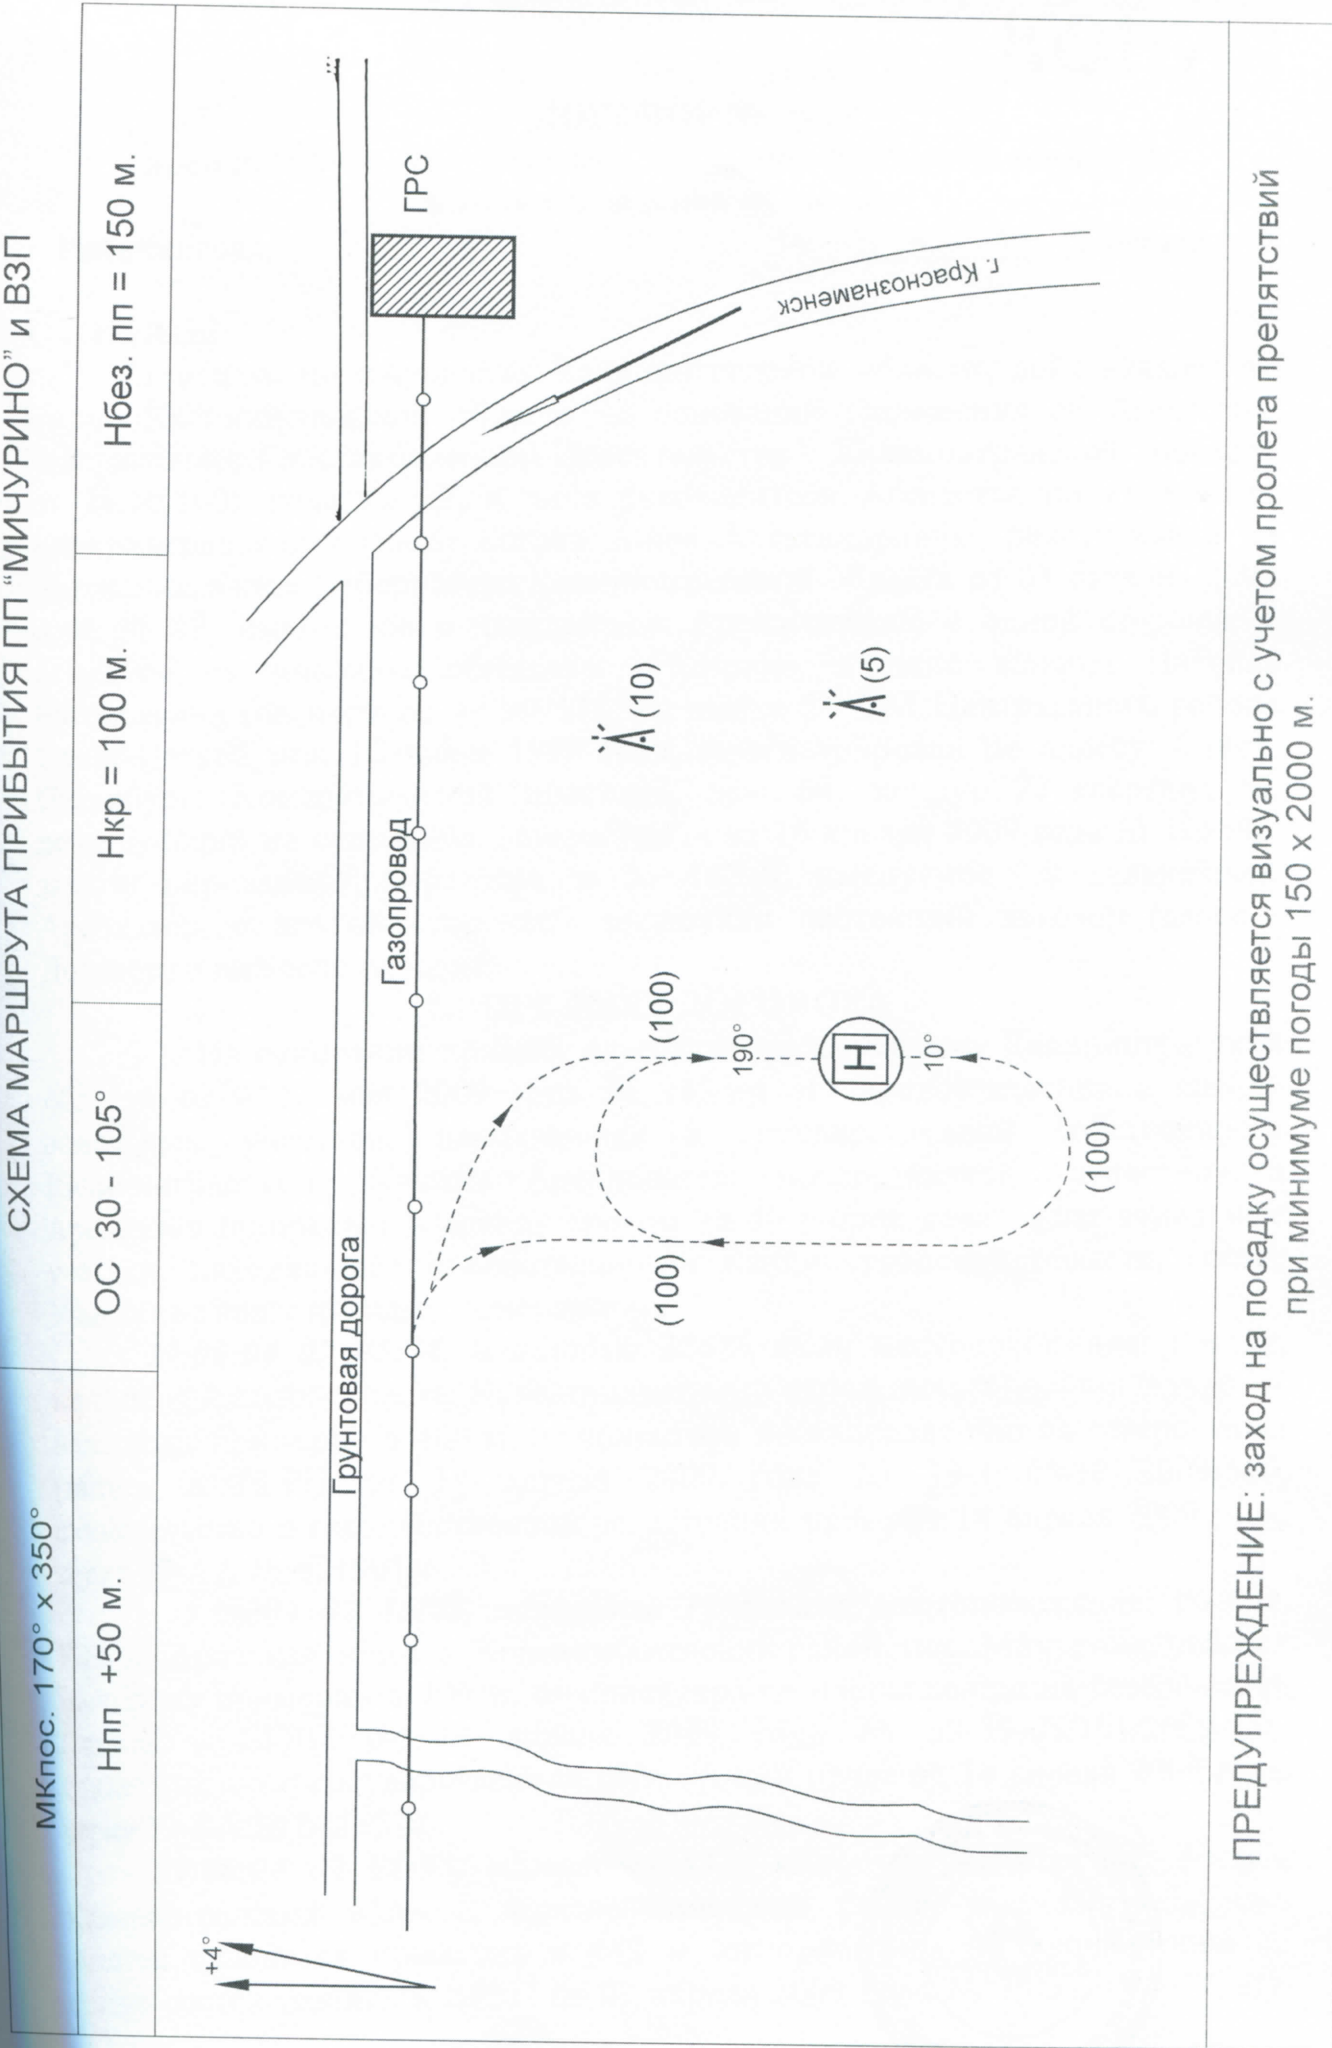 СХЕМА МАРШРУТА ПРИБЫТИЯ ПП “МИЧУРИНО” и ВЗП
МКпос. 170° x 350°
Нпп +50 м.
ОС 30 - 105°
Нкр = 100 м.
Нбез. пп = 150 м.
+4°
Грунтовая дорога
Газопровод
ГРС
г. Краснознаменск
(10)
(5)
(100)
(100)
190°
H
10°
(100)
ПРЕДУПРЕЖДЕНИЕ: заход на посадку осуществляется визуально с учетом пролета препятствий
при минимуме погоды 150 x 2000 м.